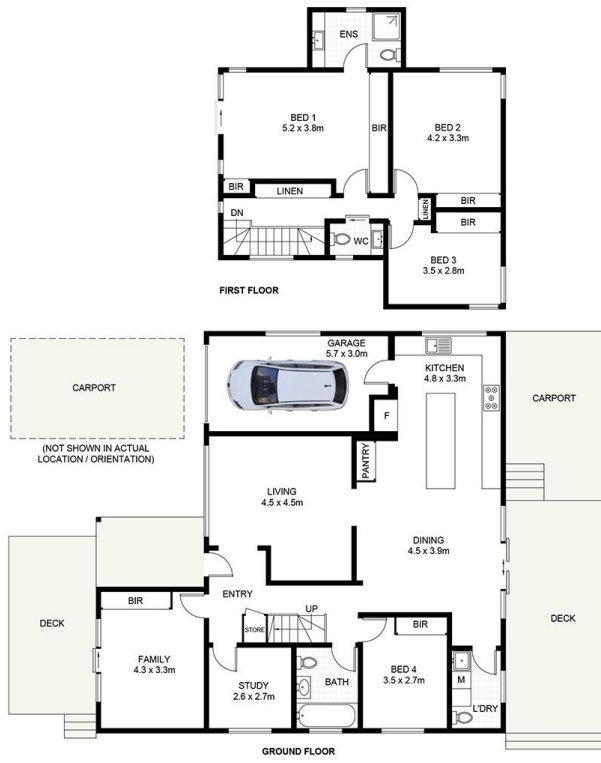 ENS
BED 1
5.2 x 3.8m
BIR
BED 2
4.2 x 3.3m
BIR
LINEN
BIR
LINEN
BIR
DN
WC
BED 3
3.5 x 2.8m
FIRST FLOOR
GARAGE
5.7 x 3.0m
KITCHEN
4.8 x 3.3m
CARPORT
CARPORT
F
(NOT SHOWN IN ACTUAL
LOCATION / ORIENTATION)
PANTRY
LIVING
4.5 x 4.5m
DINING
4.5 x 3.9m
ENTRY
UP
BIR
STORE
BIR
DECK
DECK
FAMILY
4.3 x 3.3m
STUDY
2.6 x 2.7m
BATH
BED 4
3.5 x 2.7m
M
L'DRY
GROUND FLOOR